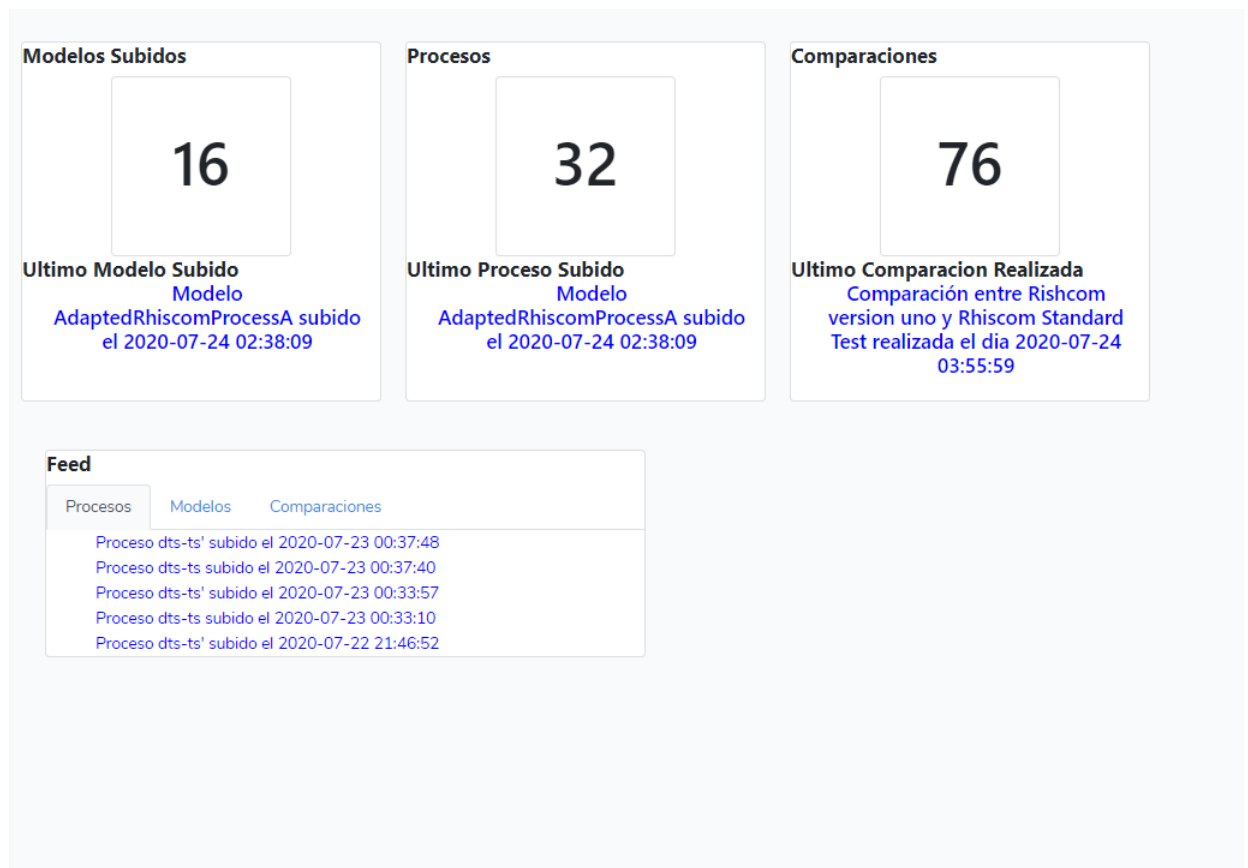 Modelos Subidos
16
Ultimo Modelo Subido
Modelo
AdaptedRhiscomProcessA subido
el 2020-07-24 02:38:09
Procesos
32
Ultimo Proceso Subido
Modelo
AdaptedRhiscomProcessA subido
el 2020-07-24 02:38:09
Comparaciones
76
Ultimo Comparacion Realizada
Comparación entre Rishcom
version uno y Rhiscom Standard
Test realizada el dia 2020-07-24
03:55:59
Feed
Procesos Modelos Comparaciones
Proceso dts-ts' subido el 2020-07-23 00:37:48
Proceso dts-ts subido el 2020-07-23 00:37:40
Proceso dts-ts' subido el 2020-07-23 00:33:57
Proceso dts-ts subido el 2020-07-23 00:33:10
Proceso dts-ts' subido el 2020-07-22 21:46:52